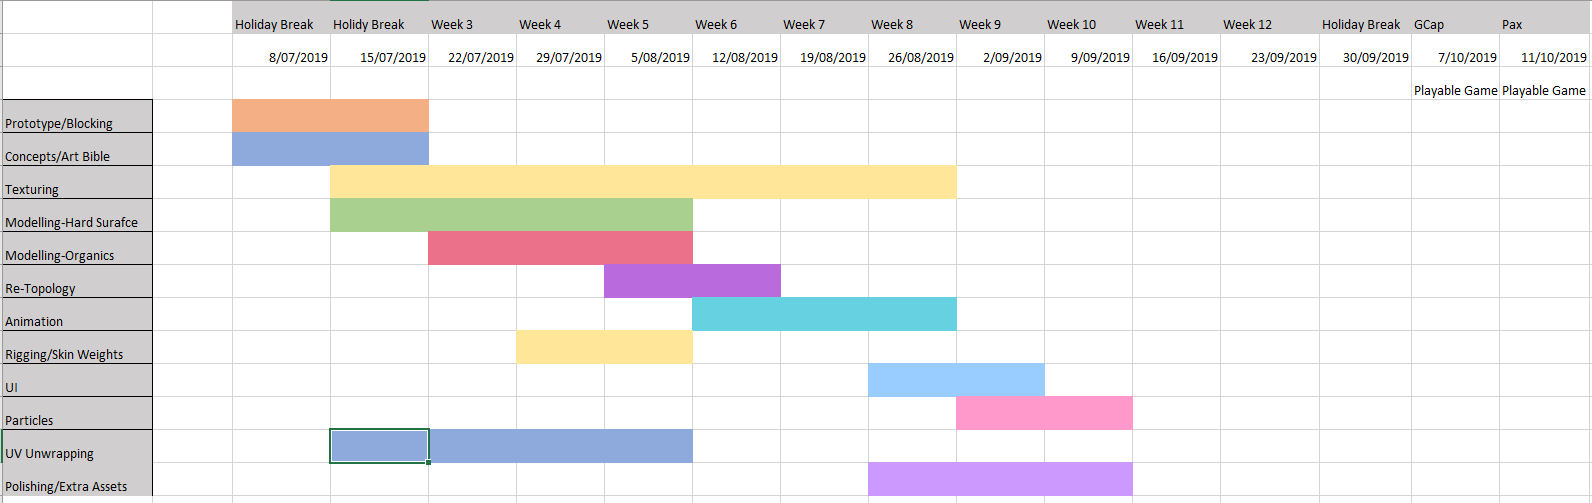 Holiday Break Holidy Break Week 3 Week 4 Week 5 Week 6 Week 7 Week 8 Week 9 Week 10 Week 11 Week 12 Holiday Break GCap Pax
8/07/2019 15/07/2019 22/07/2019 29/07/2019 5/08/2019 12/08/2019 19/08/2019 26/08/2019 2/09/2019 9/09/2019 16/09/2019 23/09/2019 30/09/2019 7/10/2019 11/10/2019
Playable Game Playable Game
Prototype/Blocking
Concepts/Art Bible
Texturing
Modelling-Hard Surafce
Modelling-Organics
Re-Topology
Animation
Rigging/Skin Weights
UI
Particles
UV Unwrapping
Polishing/Extra Assets